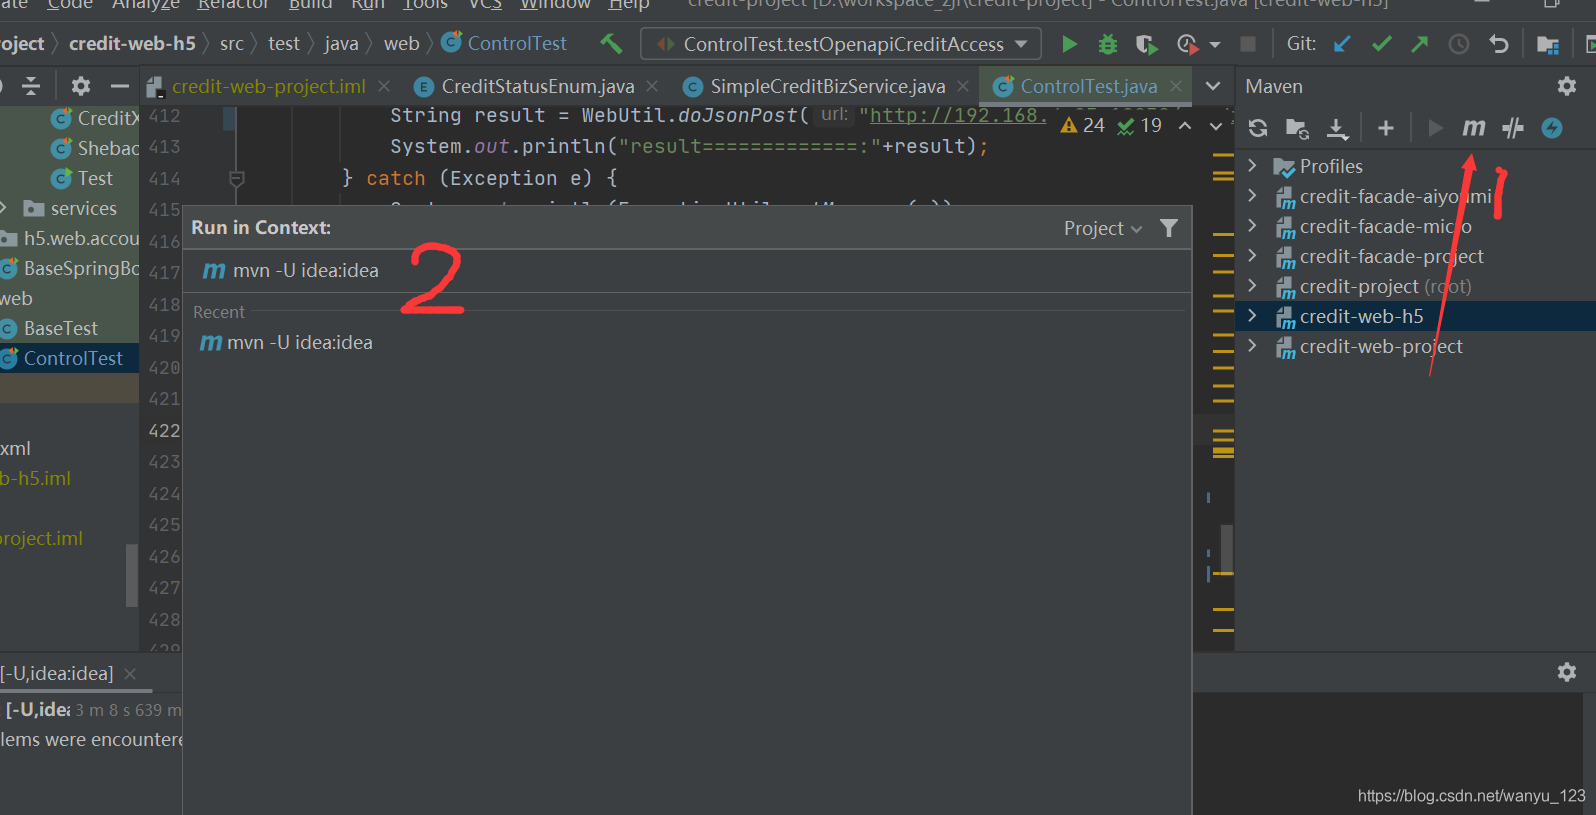 Code Analyze Refactor Build Run Tools VCS Window Help credit-project [D:\workspace_zjr\credit-project] - ControlTest.java [credit-web-h5]
oject credit-web-h5 src test java web ControlTest ControlTest.testOpenapiCreditAccess Git:
credit-web-project.iml CreditStatusEnum.java SimpleCreditBizService.java ControlTest.java Maven
CreditX
Shebao
Test
services
h5.web.accou
BaseSpringBo
web
BaseTest
ControlTest
xml
b-h5.iml
project.iml
412 String result = WebUtil.doJsonPost( url: "http://192.168. 24 19
413 System.out.println("result=============:"+result);
414 } catch (Exception e) {
415
416
417
418
419
420
421
422
423
424
425
426
427
428
429
Run in Context: Project
m mvn -U idea:idea
2
Recent
m mvn -U idea:idea
m
1
Profiles
credit-facade-aiyoumi
credit-facade-micro
credit-facade-project
credit-project (root)
credit-web-h5
credit-web-project
[-U,idea:idea]
[-U,idea 3 m 8 s 639 m
lems were encountere
https://blog.csdn.net/wanyu_123